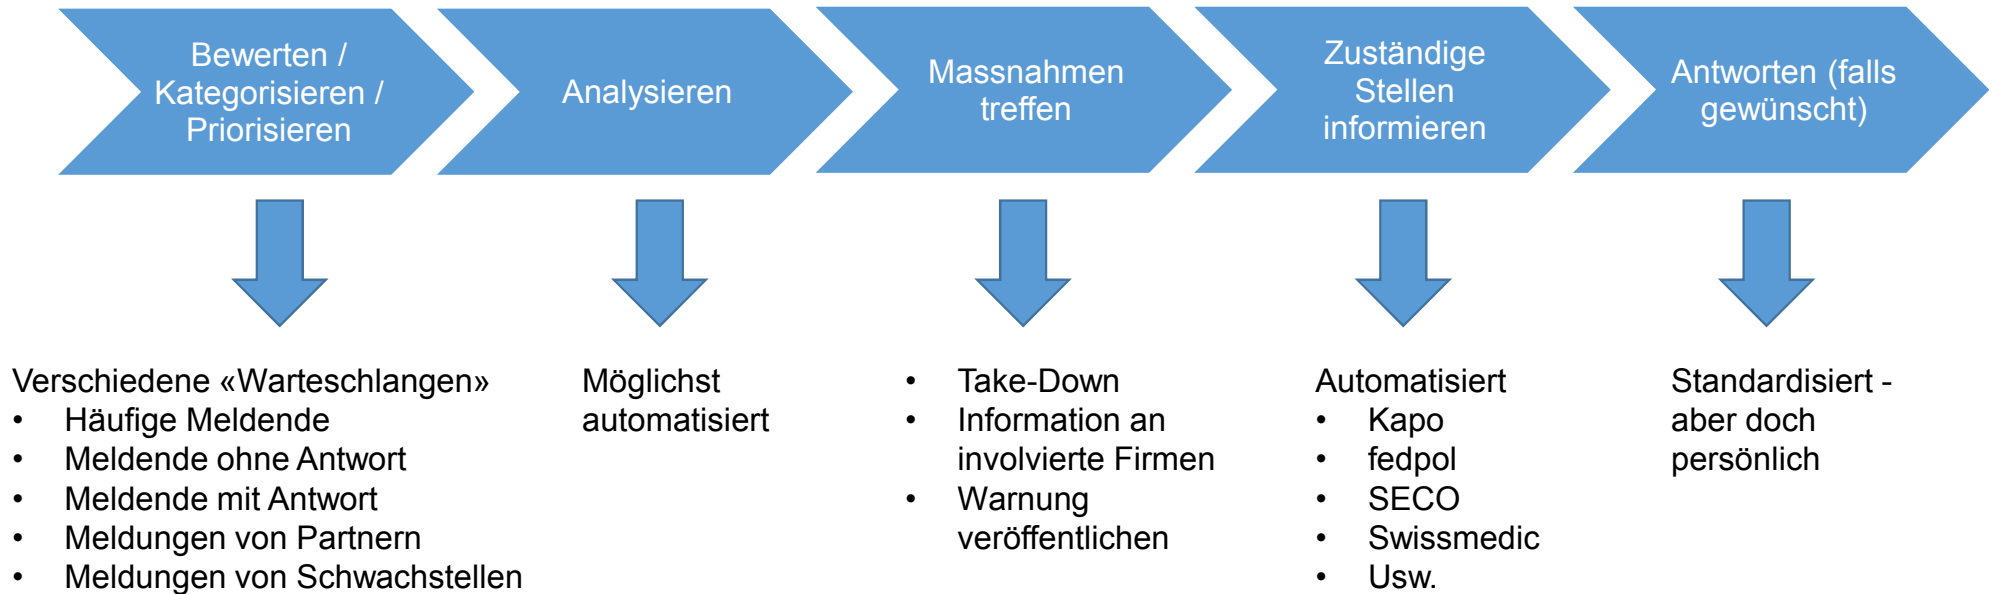 Bewerten /
Kategorisieren /
Priorisieren
Analysieren
Massnahmen
treffen
Zuständige
Stellen
informieren
Antworten (falls
gewünscht)
Verschiedene «Warteschlangen»
• Häufige Meldende
• Meldende ohne Antwort
• Meldende mit Antwort
• Meldungen von Partnern
• Meldungen von Schwachstellen
Möglichst
automatisiert
• Take-Down
• Information an
involvierte Firmen
• Warnung
veröffentlichen
Automatisiert
• Kapo
• fedpol
• SECO
• Swissmedic
• Usw.
Standardisiert -
aber doch
persönlich